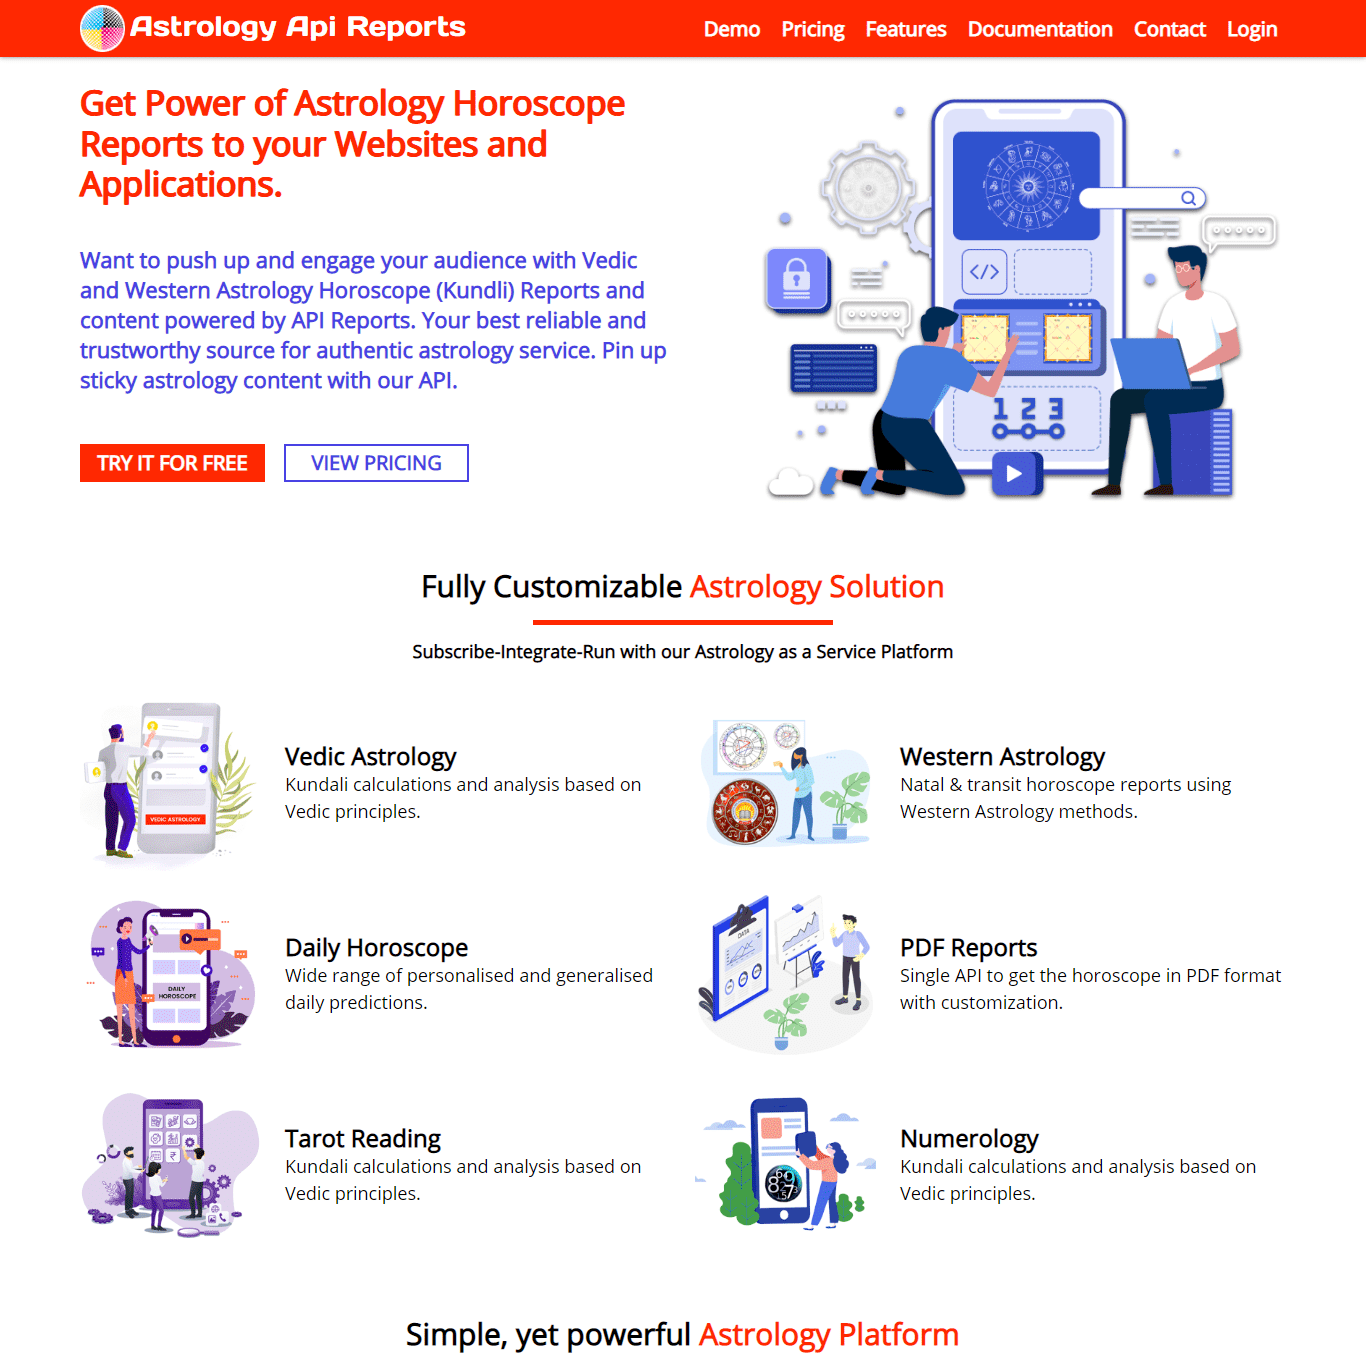 Astrology Api Reports
Demo Pricing Features Documentation Contact Login
Get Power of Astrology Horoscope
Reports to your Websites and
Applications.
Want to push up and engage your audience with Vedic
and Western Astrology Horoscope (Kundli) Reports and
content powered by API Reports. Your best reliable and
trustworthy source for authentic astrology service. Pin up
sticky astrology content with our API.
TRY IT FOR FREE
VIEW PRICING
</>
1 2 3
Fully Customizable Astrology Solution
Subscribe-Integrate-Run with our Astrology as a Service Platform
VEDIC ASTROLOGY
Vedic Astrology
Kundali calculations and analysis based on
Vedic principles.
Western Astrology
Natal & transit horoscope reports using
Western Astrology methods.
DAILY
HOROSCOPE
Daily Horoscope
Wide range of personalised and generalised
daily predictions.
DATA
PDF Reports
Single API to get the horoscope in PDF format
with customization.
Tarot Reading
Kundali calculations and analysis based on
Vedic principles.
Numerology
Kundali calculations and analysis based on
Vedic principles.
Simple, yet powerful Astrology Platform